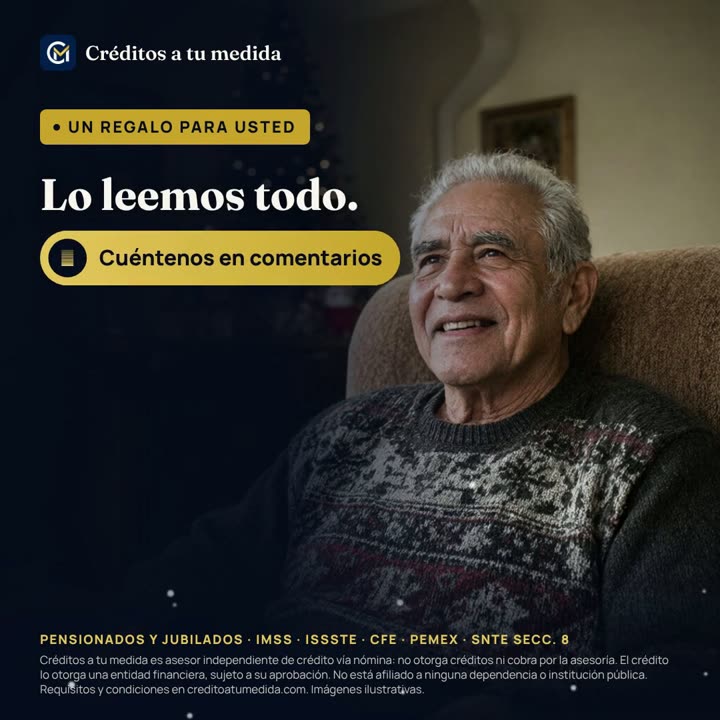 Créditos a tu medida
• UN REGALO PARA USTED
Lo leemos todo.
Cuéntenos en comentarios
PENSIONADOS Y JUBILADOS · IMSS · ISSSTE · CFE · PEMEX · SNTE SECC. 8
Créditos a tu medida es asesor independiente de crédito vía nómina: no otorga créditos ni cobra por la asesoría. El crédito
lo otorga una entidad financiera, sujeto a su aprobación. No está afiliado a ninguna dependencia o institución pública.
Requisitos y condiciones en creditoatumedida.com. Imágenes ilustrativas.